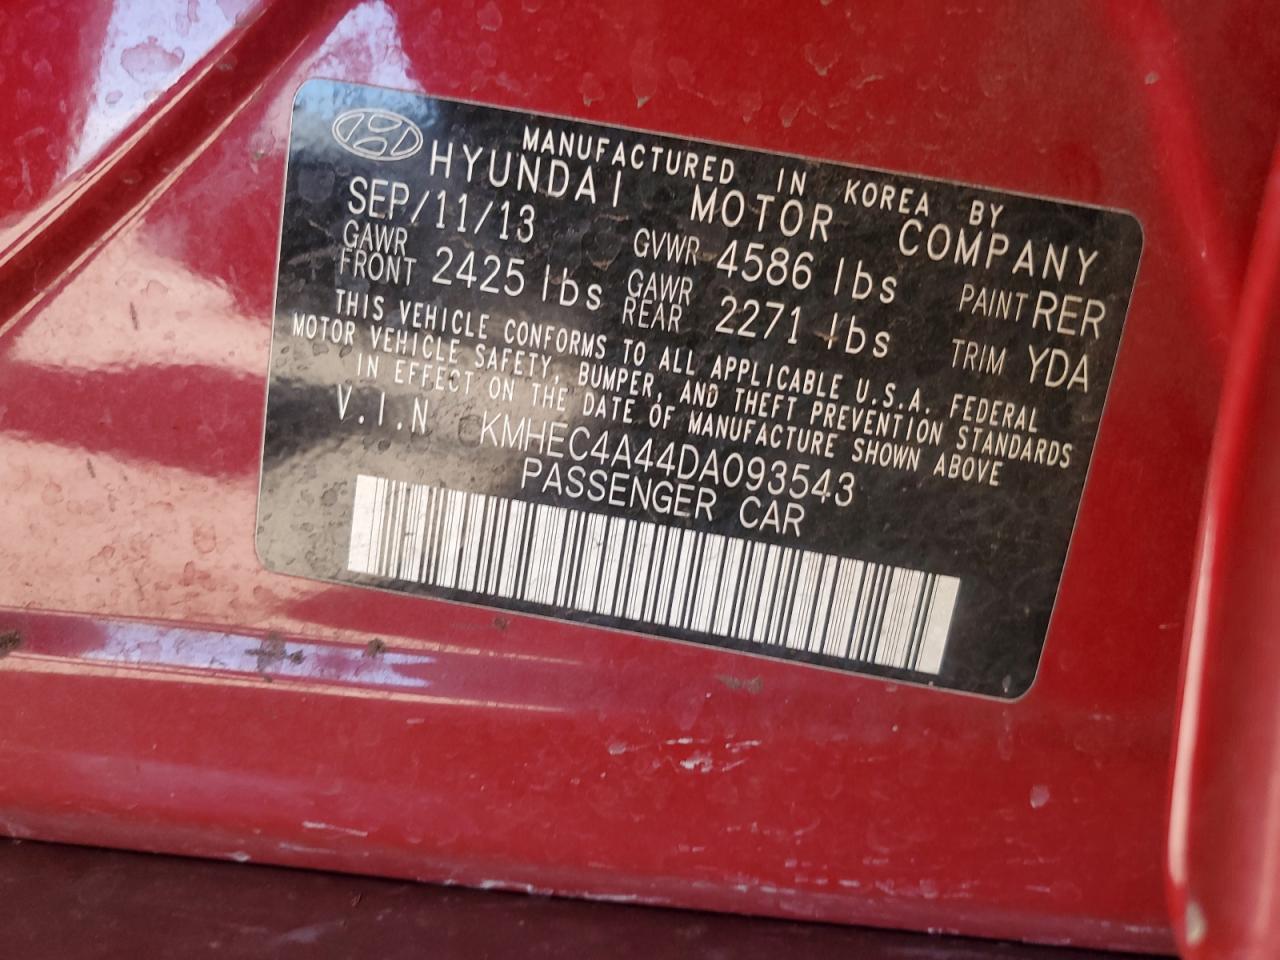 MANUFACTURED IN KOREA BY
HYUNDAI MOTOR COMPANY
SEP/11/13 GVWR 4586 lbs PAINT RER
GAWR FRONT 2425 lbs GAWR REAR 2271 lbs TRIM YDA
THIS VEHICLE CONFORMS TO ALL APPLICABLE U.S.A. FEDERAL
MOTOR VEHICLE SAFETY, BUMPER, AND THEFT PREVENTION STANDARDS
IN EFFECT ON THE DATE OF MANUFACTURE SHOWN ABOVE
V.I.N KMHEC4A44DA093543
PASSENGER CAR